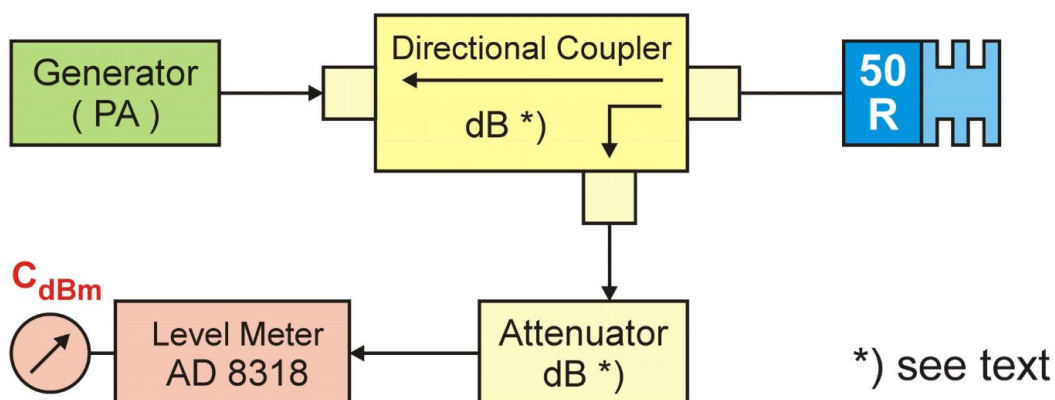 Generator
( PA )
Directional Coupler
dB *)
50
R
C dBm
Level Meter
AD 8318
Attenuator
dB *)
*) see text